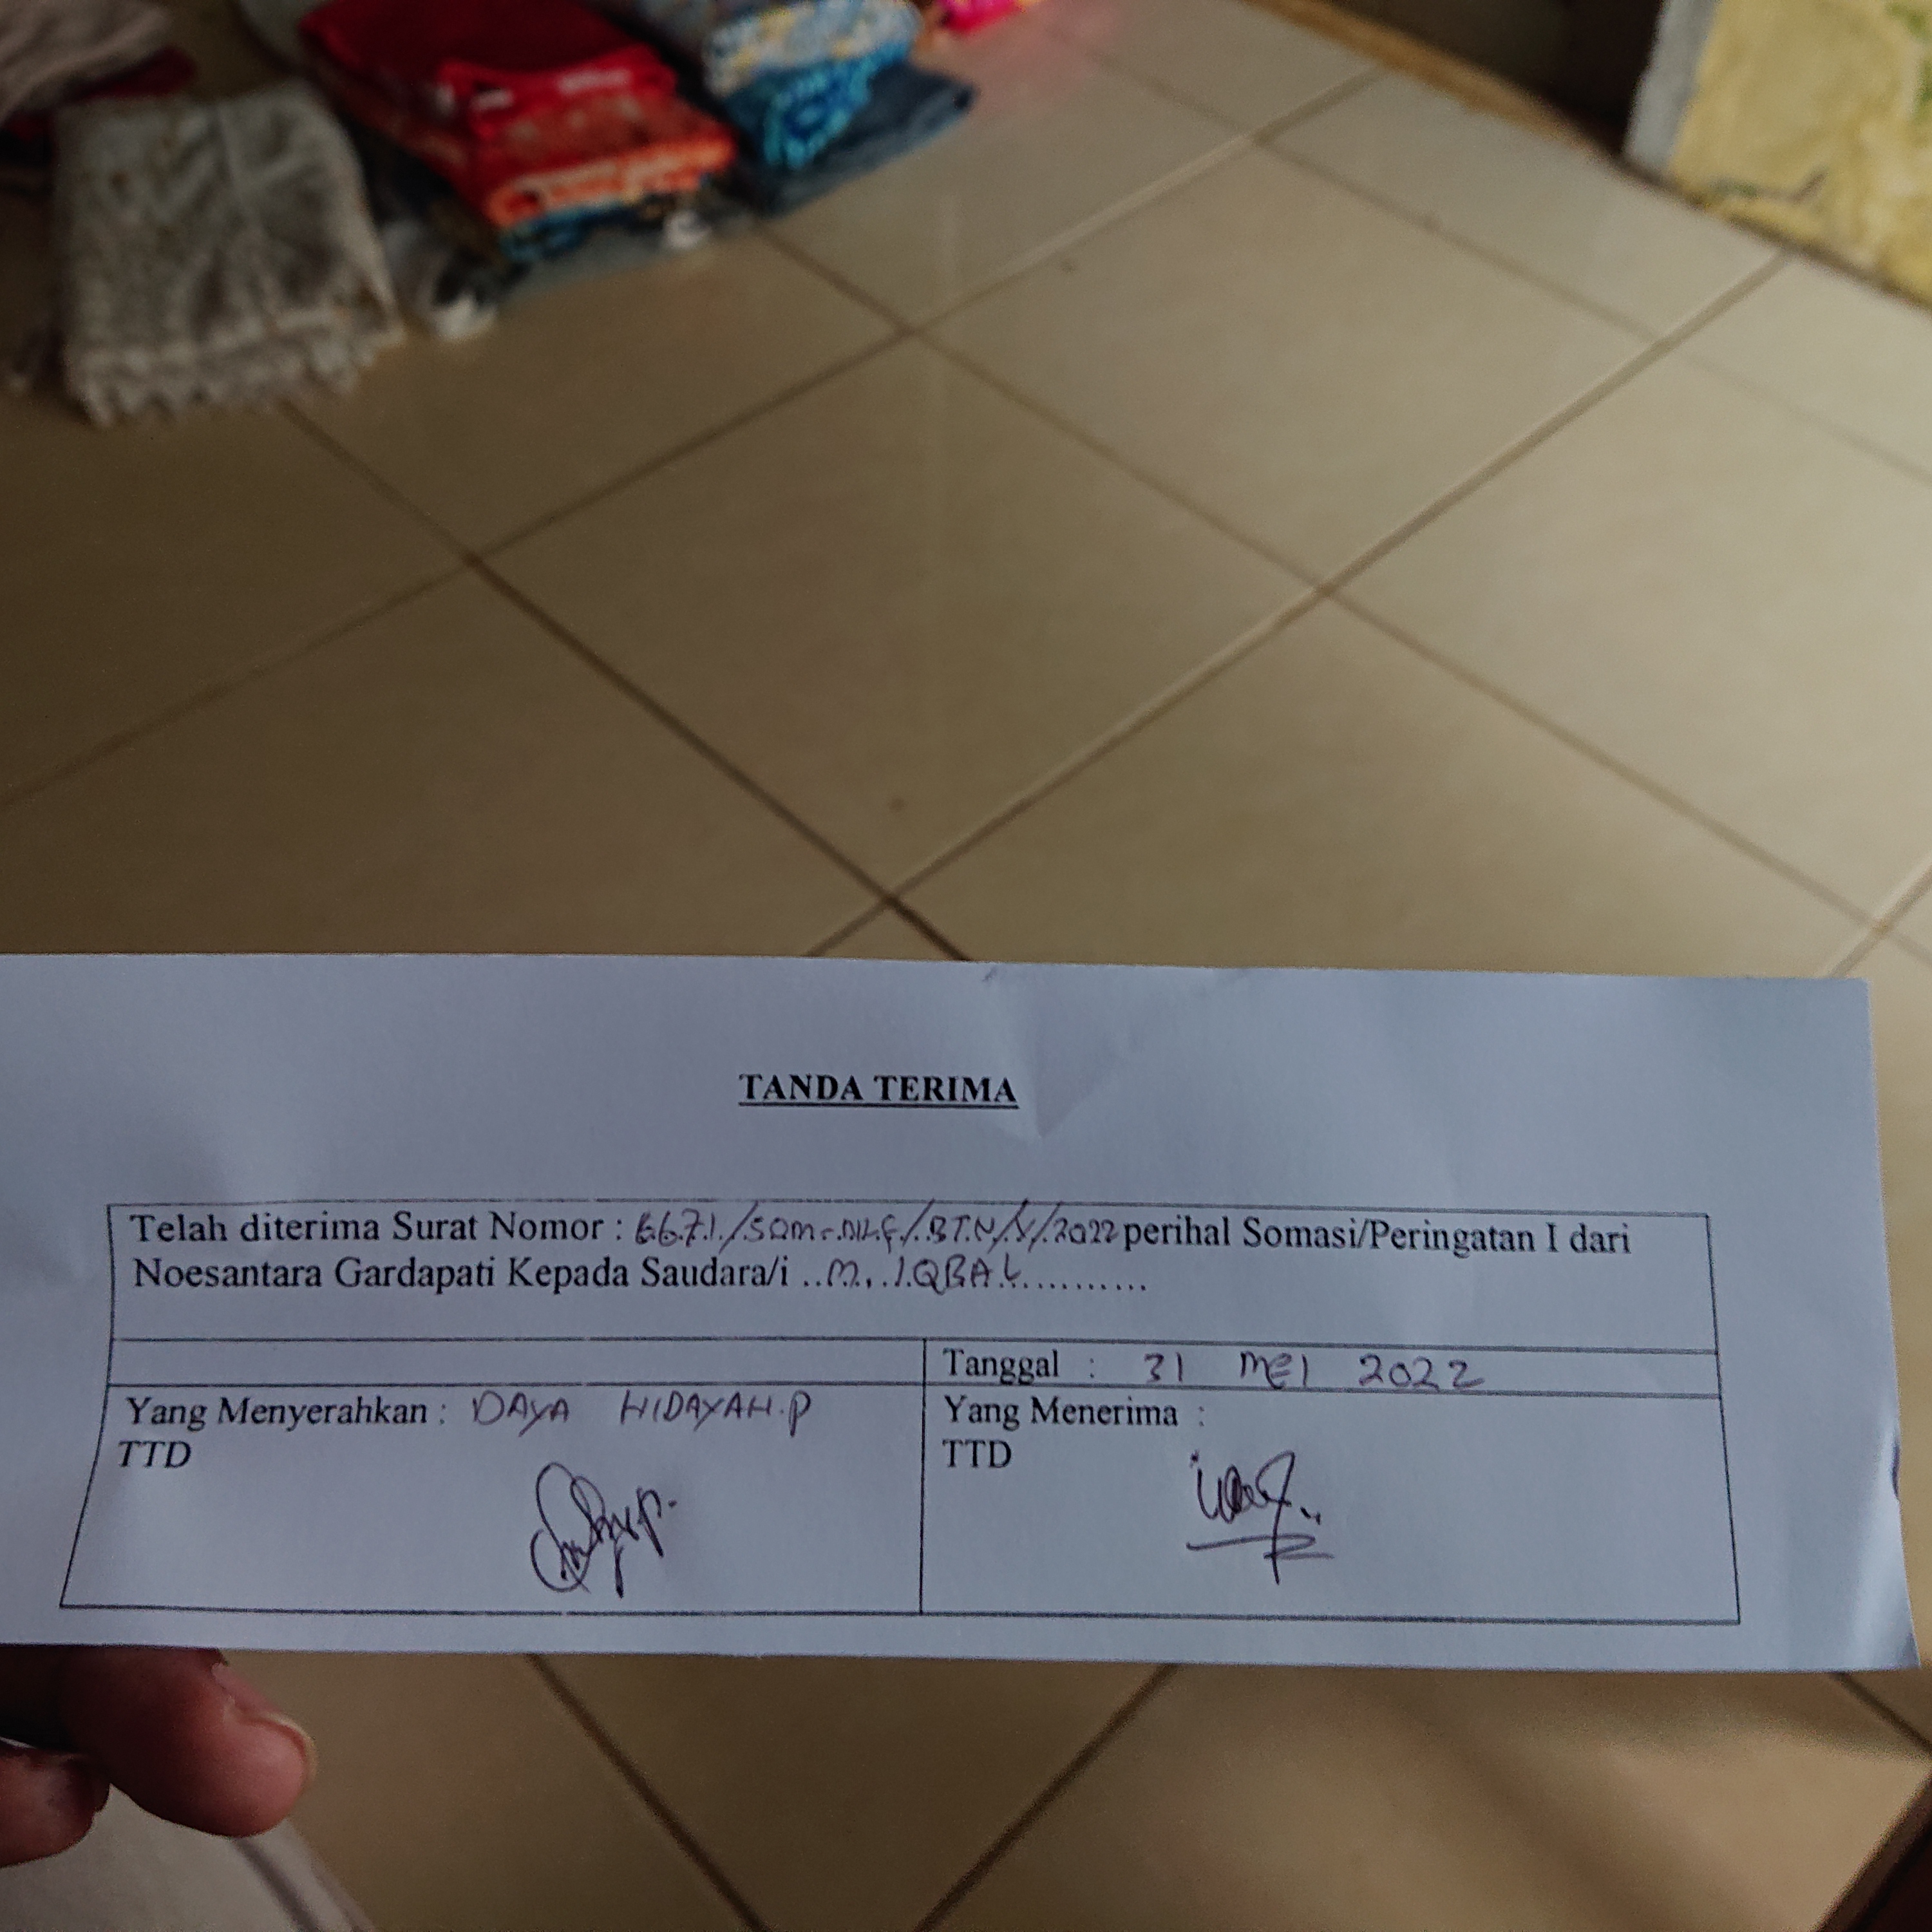 TANDA TERIMA
Telah diterima Surat Nomor : 6671/SOM-NLF/BTN/V/2022 perihal Somasi/Peringatan I dari
Noesantara Gardapati Kepada Saudara/i ..M. IQBAL...........
Tanggal : 31 MEI 2022
Yang Menyerahkan : DAYA HIDAYAH.P
TTD
Yang Menerima :
TTD